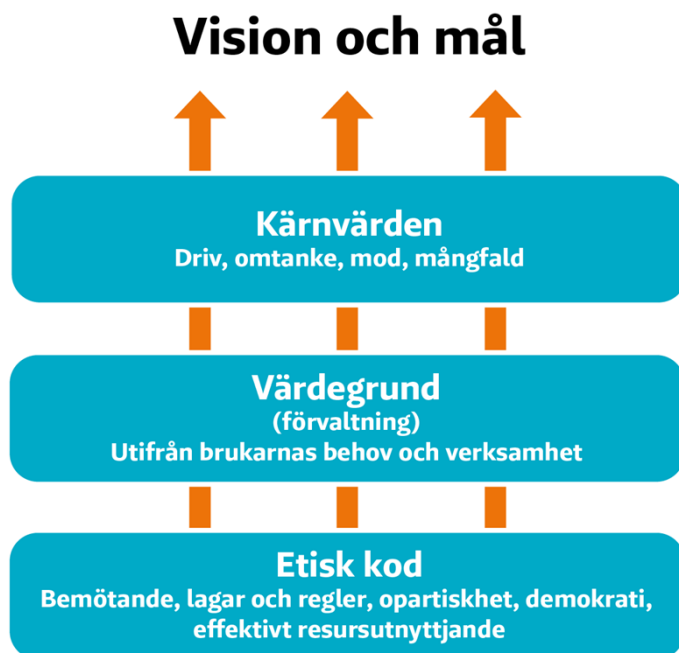 Vision och mål
Kärnvärden
Driv, omtanke, mod, mångfald
Värdegrund
(förvaltning)
Utifrån brukarnas behov och verksamhet
Etisk kod
Bemötande, lagar och regler, opartiskhet, demokrati,
effektivt resursutnyttjande